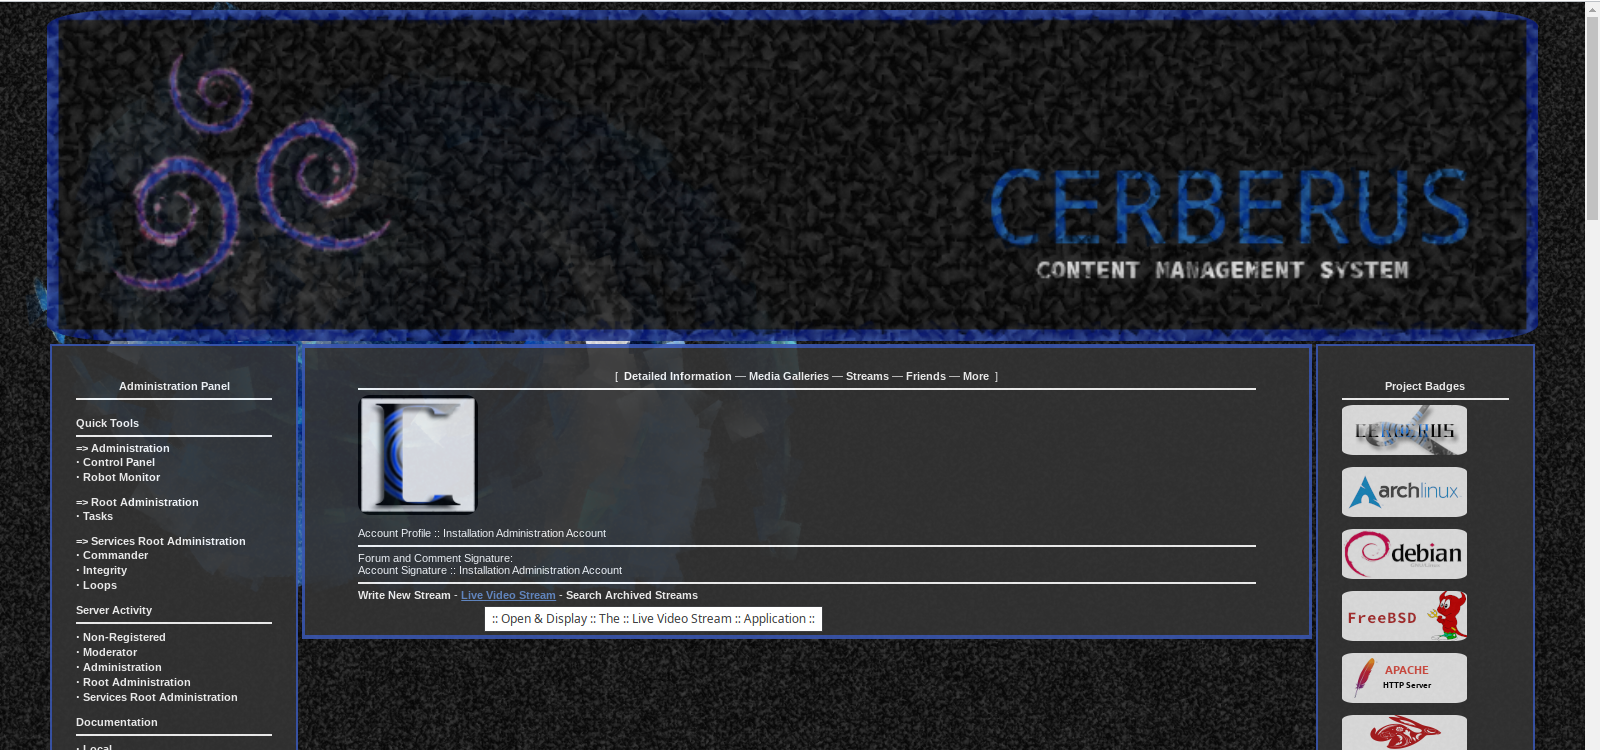 CERBERUS
CONTENT MANAGEMENT SYSTEM
Administration Panel
Quick Tools
=> Administration
· Control Panel
· Robot Monitor
=> Root Administration
· Tasks
=> Services Root Administration
· Commander
· Integrity
· Loops
Server Activity
· Non-Registered
· Moderator
· Administration
· Root Administration
· Services Root Administration
Documentation
· Local
[ Detailed Information — Media Galleries — Streams — Friends — More ]
Account Profile :: Installation Administration Account
Forum and Comment Signature:
Account Signature :: Installation Administration Account
Write New Stream - Live Video Stream - Search Archived Streams
:: Open & Display :: The :: Live Video Stream :: Application ::
Project Badges
CERBERUS
archlinux
debian
FreeBSD
APACHE
HTTP Server